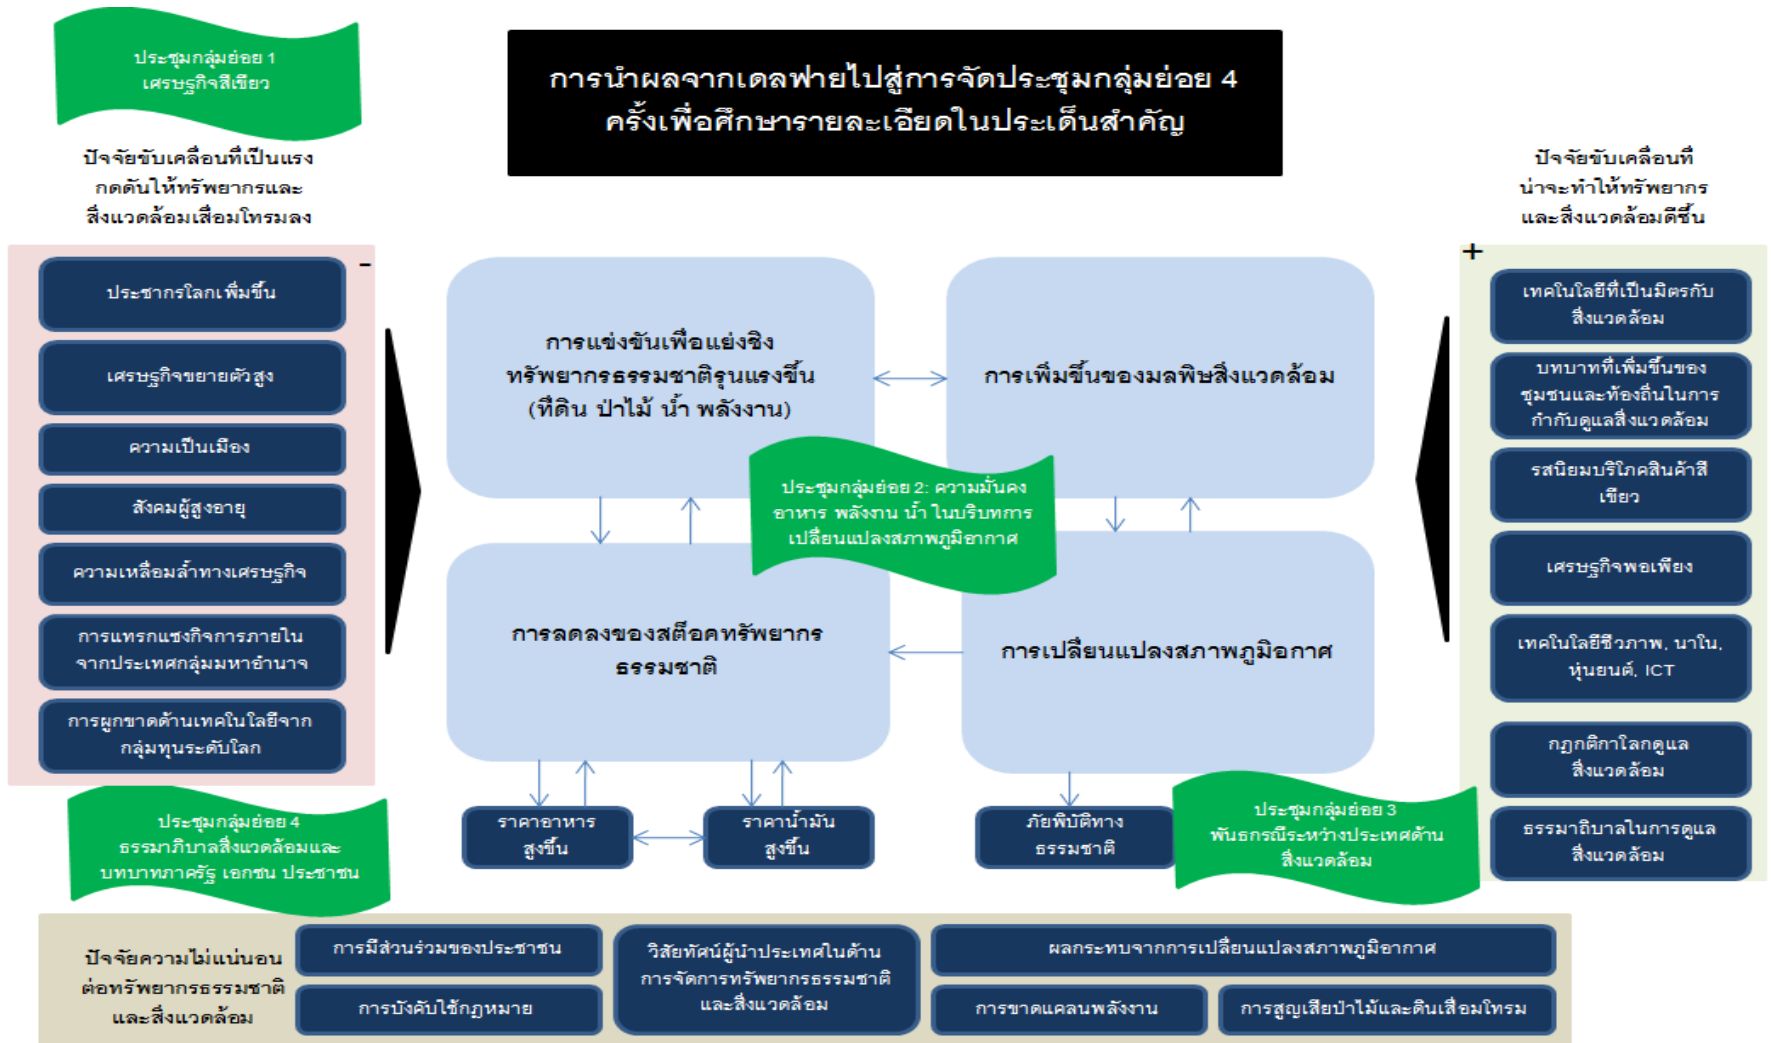 ประชุมกลุ่มย่อย 1
เศรษฐกิจสีเขียว
การนำผลจากเดลฟายไปสู่การจัดประชุมกลุ่มย่อย 4
ครั้งเพื่อศึกษารายละเอียดในประเด็นสำคัญ
ปัจจัยขับเคลื่อนที่เป็นแรง
กดดันให้ทรัพยากรและ
สิ่งแวดล้อมเสื่อมโทรมลง
-
ประชากรโลกเพิ่มขึ้น
เศรษฐกิจขยายตัวสูง
ความเป็นเมือง
สังคมผู้สูงอายุ
ความเหลื่อมล้ำทางเศรษฐกิจ
การแทรกแซงกิจการภายใน
จากประเทศกลุ่มมหาอำนาจ
การผูกขาดด้านเทคโนโลยีจาก
กลุ่มทุนระดับโลก
การแข่งขันเพื่อแย่งชิง
ทรัพยากรธรรมชาติรุนแรงขึ้น
(ที่ดิน ป่าไม้ น้ำ พลังงาน)
การเพิ่มขึ้นของมลพิษสิ่งแวดล้อม
ประชุมกลุ่มย่อย 2: ความมั่นคง
อาหาร พลังงาน น้ำ ในบริบทการ
เปลี่ยนแปลงสภาพภูมิอากาศ
การลดลงของสต๊อคทรัพยากร
ธรรมชาติ
การเปลี่ยนแปลงสภาพภูมิอากาศ
ราคาอาหาร
สูงขึ้น
ราคาน้ำมัน
สูงขึ้น
ภัยพิบัติทาง
ธรรมชาติ
ปัจจัยขับเคลื่อนที่
น่าจะทำให้ทรัพยากร
และสิ่งแวดล้อมดีขึ้น
+
เทคโนโลยีที่เป็นมิตรกับ
สิ่งแวดล้อม
บทบาทที่เพิ่มขึ้นของ
ชุมชนและท้องถิ่นในการ
กำกับดูแลสิ่งแวดล้อม
รสนิยมบริโภคสินค้าสี
เขียว
เศรษฐกิจพอเพียง
เทคโนโลยีชีวภาพ, นาโน,
หุ่นยนต์, ICT
กฎกติกาโลกดูแล
สิ่งแวดล้อม
ธรรมาถิบาลในการดูแล
สิ่งแวดล้อม
ประชุมกลุ่มย่อย 3
พันธกรณีระหว่างประเทศด้าน
สิ่งแวดล้อม
ประชุมกลุ่มย่อย 4
ธรรมาภิบาลสิ่งแวดล้อมและ
บทบาทภาครัฐ เอกชน ประชาชน
ปัจจัยความไม่แน่นอน
ต่อทรัพยากรธรรมชาติ
และสิ่งแวดล้อม
การมีส่วนร่วมของประชาชน
การบังคับใช้กฎหมาย
วิสัยทัศน์ผู้นำประเทศในด้าน
การจัดการทรัพยากรธรรมชาติ
และสิ่งแวดล้อม
ผลกระทบจากการเปลี่ยนแปลงสภาพภูมิอากาศ
การขาดแคลนพลังงาน
การสูญเสียป่าไม้และดินเสื่อมโทรม